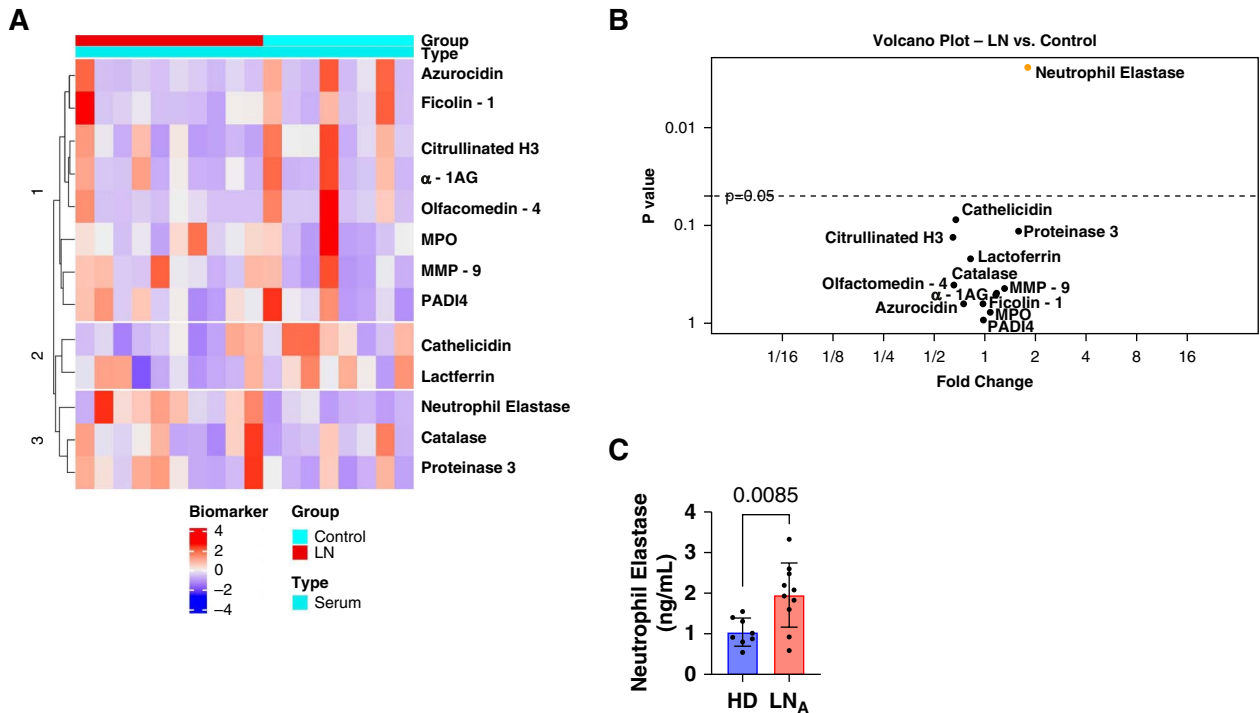 A
Group
Type
Azurocidin
Ficolin - 1
Citrullinated H3
α - 1AG
Olfacomedin - 4
MPO
MMP - 9
PADI4
Cathelicidin
Lactferrin
Neutrophil Elastase
Catalase
Proteinase 3
1
2
3
Biomarker
4
2
0
−2
−4
Group
Control
LN
Type
Serum
B
Volcano Plot – LN vs. Control
P value
0.01
0.1
1
p=0.05
Neutrophil Elastase
Cathelicidin
Proteinase 3
Citrullinated H3
Lactoferrin
Catalase
Olfactomedin - 4
MMP - 9
α - 1AG
Ficolin - 1
Azurocidin
MPO
PADI4
1/16 1/8 1/4 1/2 1 2 4 8 16
Fold Change
C
Neutrophil Elastase
(ng/mL)
0.0085
4
3
2
1
0
HD LNA